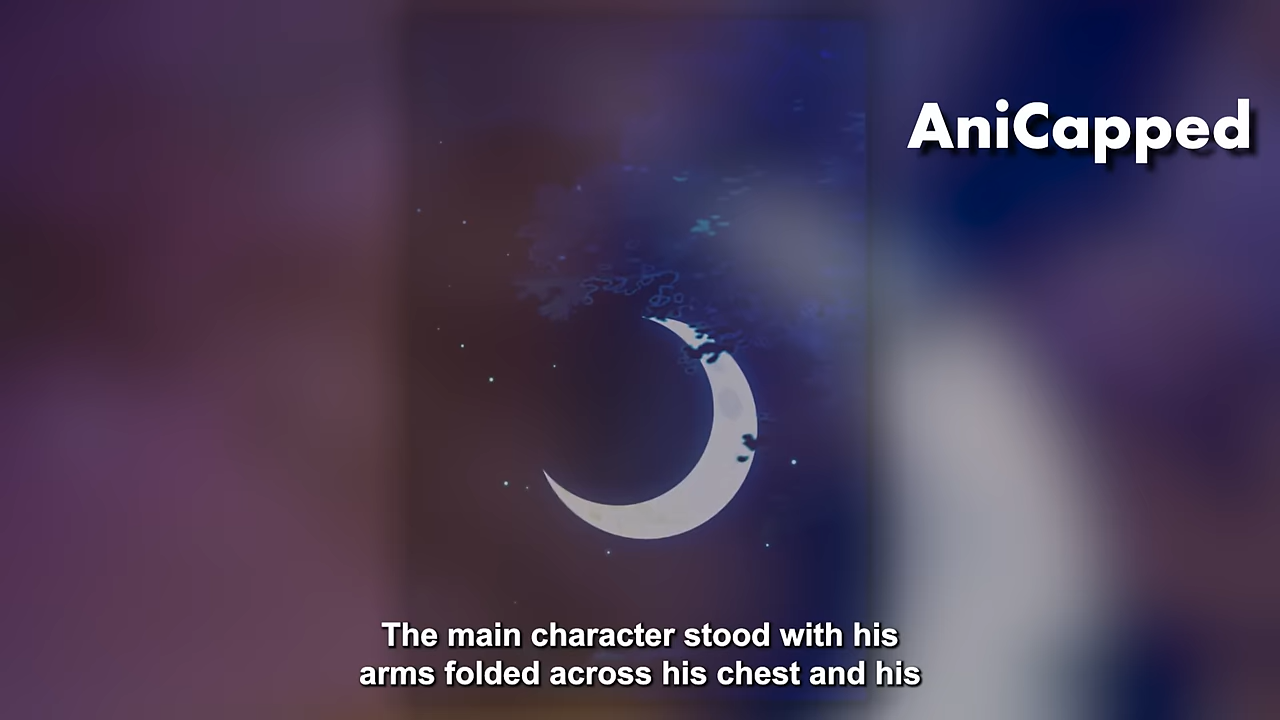 AniCapped
The main character stood with his
arms folded across his chest and his